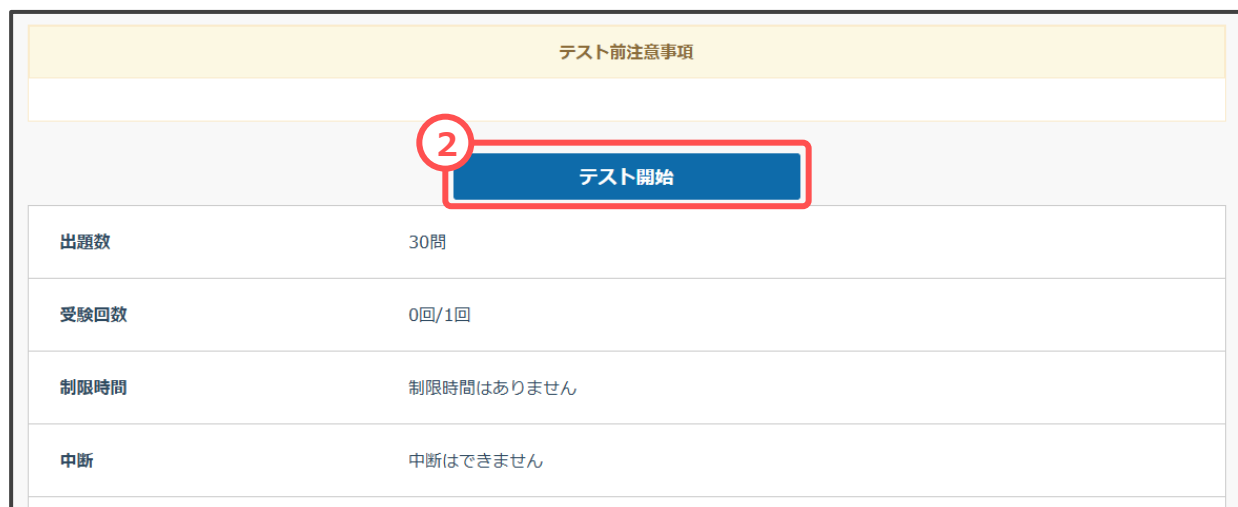 テスト前注意事項
2
テスト開始
出題数 30問
受験回数 0回/1回
制限時間 制限時間はありません
中断 中断はできません